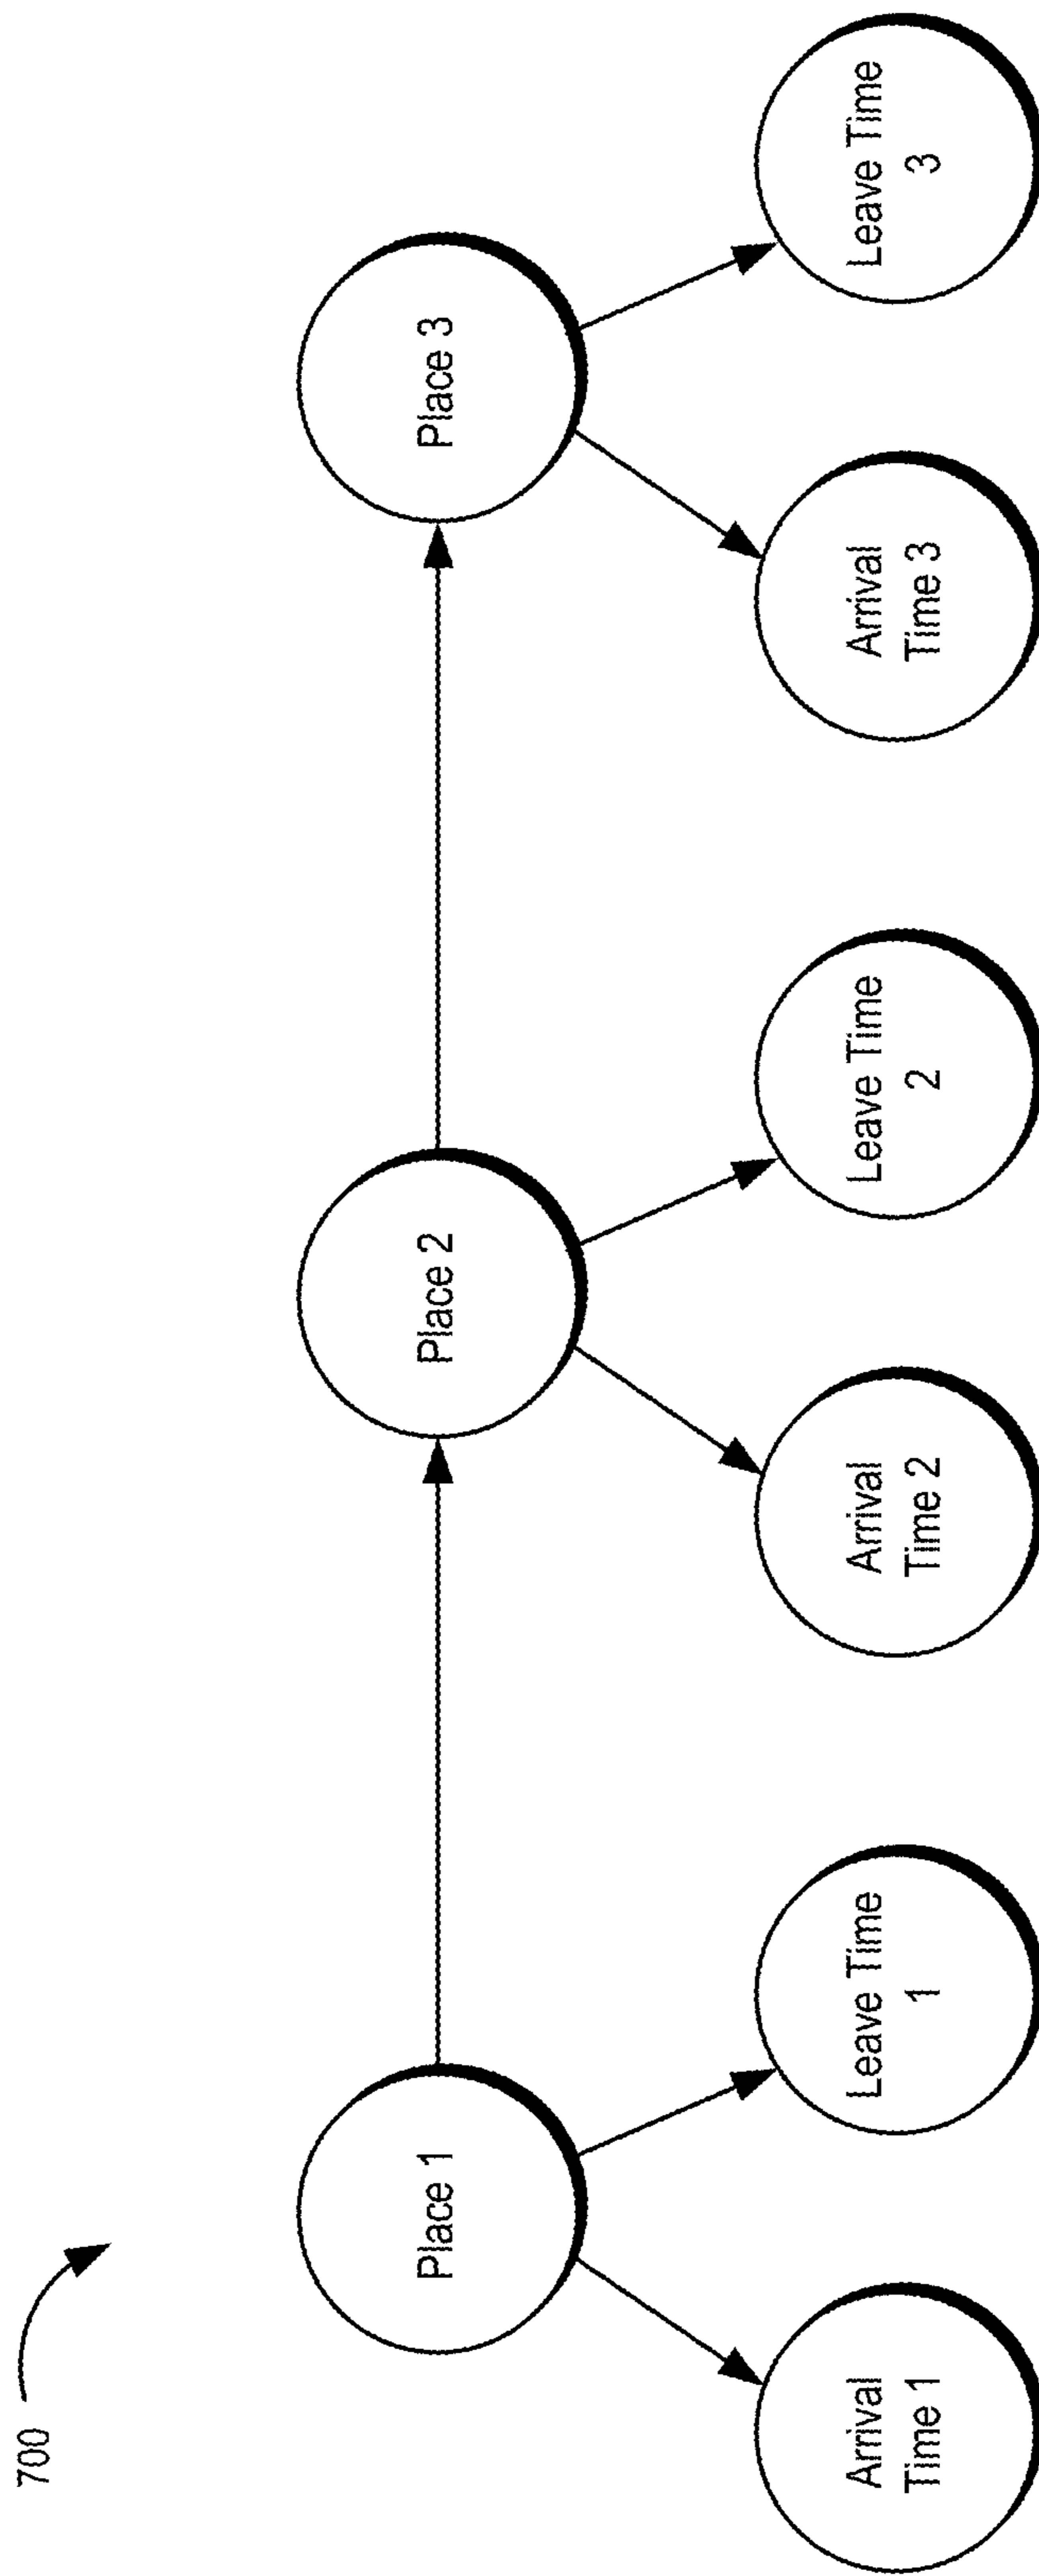 700
Place 1
Place 2
Place 3
Arrival
Time 1
Leave Time
1
Arrival
Time 2
Leave Time
2
Arrival
Time 3
Leave Time
3